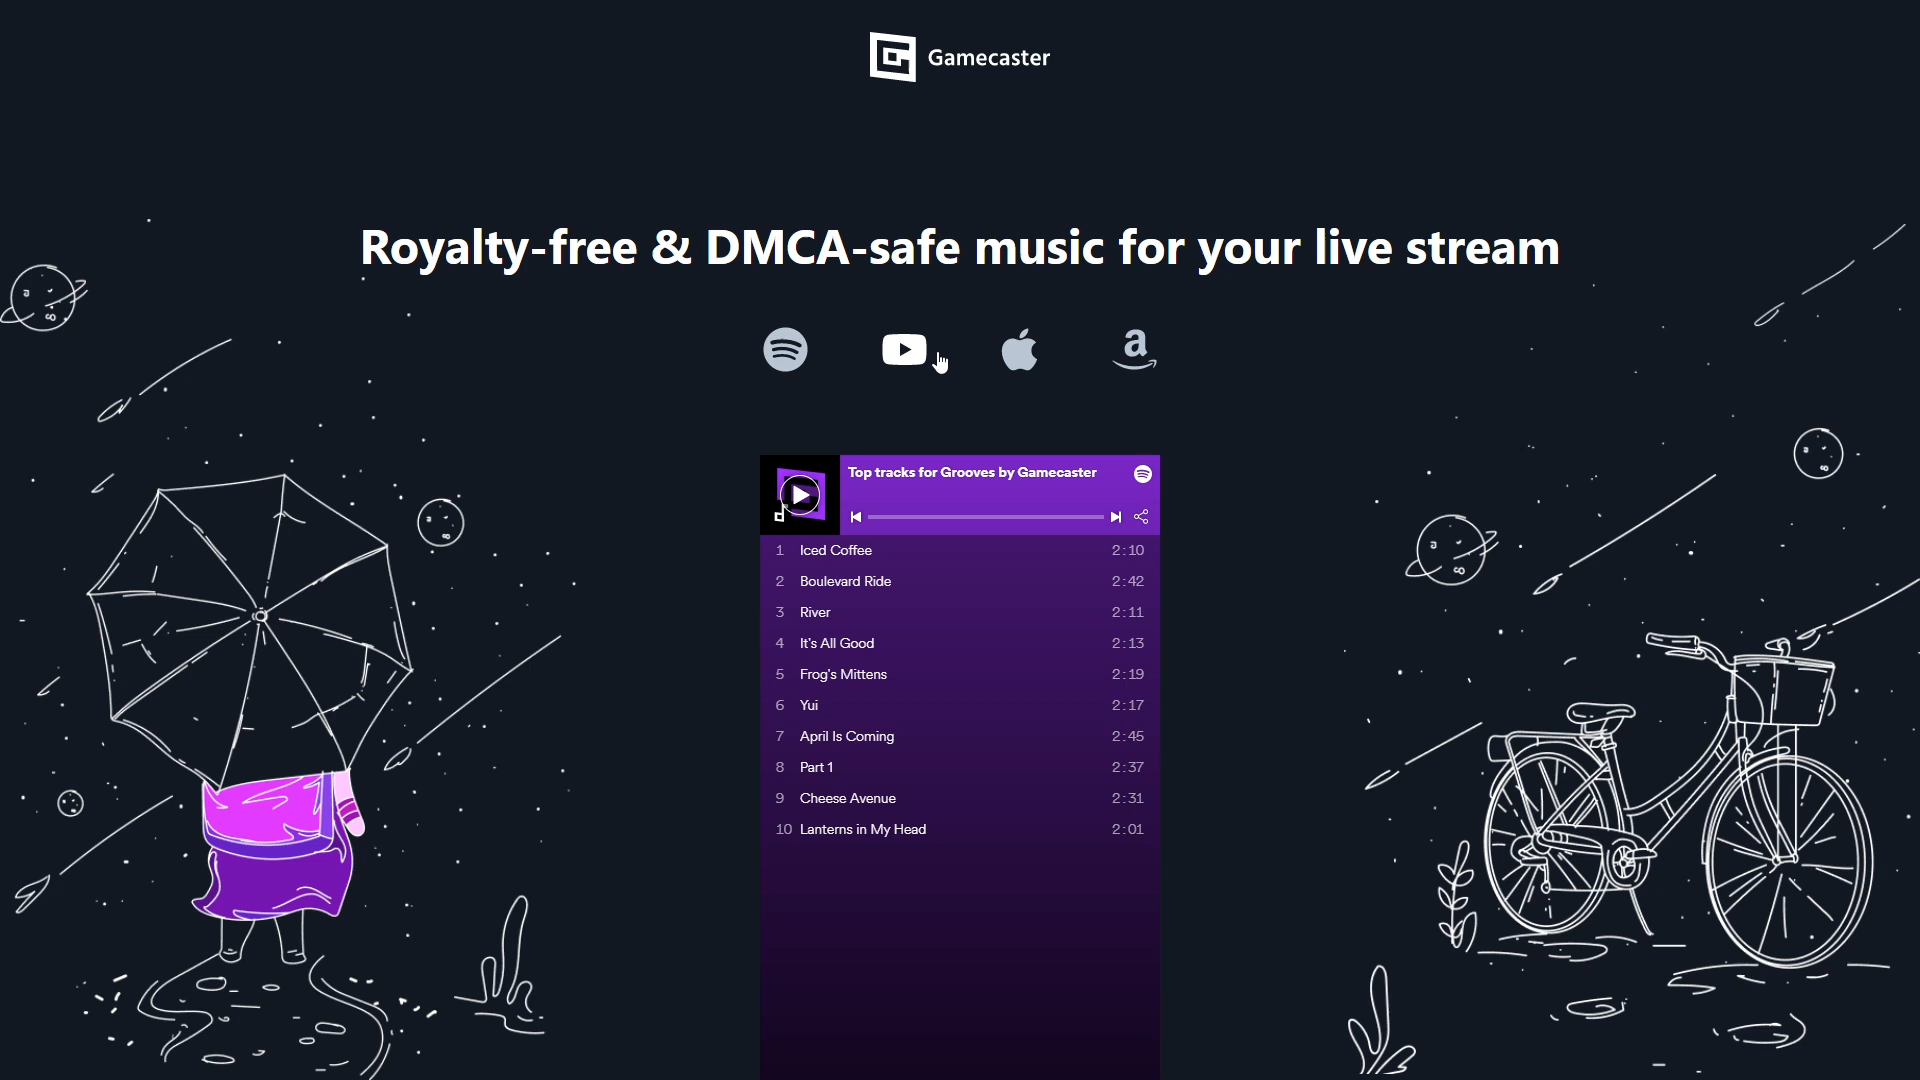 Gamecaster
Royalty-free & DMCA-safe music for your live stream
Top tracks for Grooves by Gamecaster
1 Iced Coffee 2:10
2 Boulevard Ride 2:42
3 River 2:11
4 It's All Good 2:13
5 Frog's Mittens 2:19
6 Yui 2:17
7 April Is Coming 2:45
8 Part 1 2:37
9 Cheese Avenue 2:31
10 Lanterns in My Head 2:01